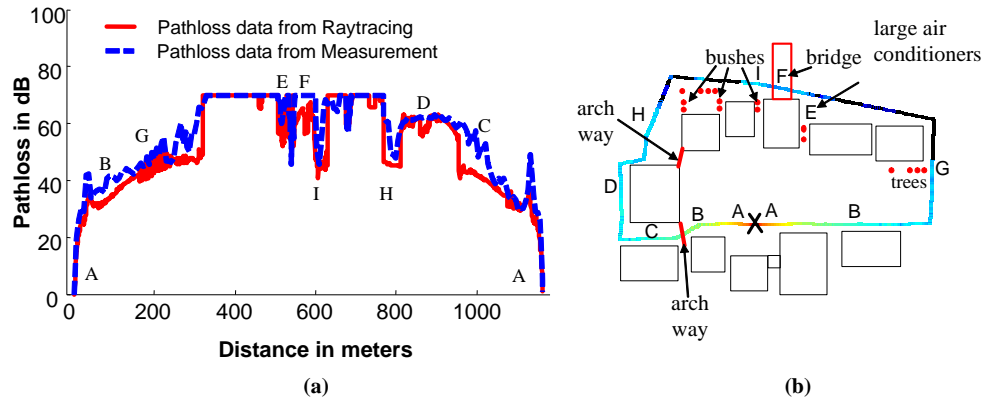 100
80
60
40
20
0
Pathloss in dB
Pathloss data from Raytracing
Pathloss data from Measurement
E
F
D
G
C
B
I
H
A
A
0
200
400
600
800
1000
Distance in meters
(a)
large air
conditioners
bushes
bridge
I
F
arch
way
H
E
D
trees
G
B
A
A
B
C
arch
way
(b)